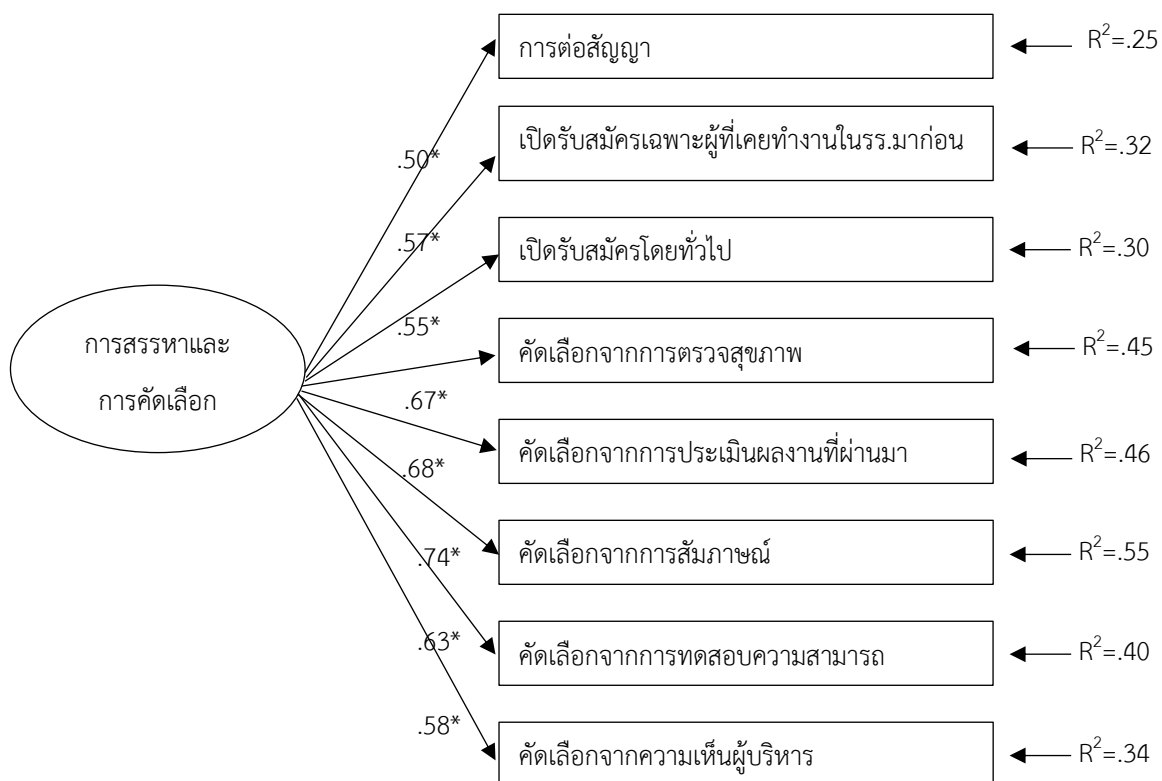 การต่อสัญญา
R²=.25
.50*
เปิดรับสมัครเฉพาะผู้ที่เคยทำงานในรร.มาก่อน
R²=.32
.57*
เปิดรับสมัครโดยทั่วไป
R²=.30
.55*
การสรรหาและ
การคัดเลือก
คัดเลือกจากการตรวจสุขภาพ
R²=.45
.67*
คัดเลือกจากการประเมินผลงานที่ผ่านมา
R²=.46
.68*
คัดเลือกจากการสัมภาษณ์
R²=.55
.74*
คัดเลือกจากการทดสอบความสามารถ
R²=.40
.63*
คัดเลือกจากความเห็นผู้บริหาร
R²=.34
.58*